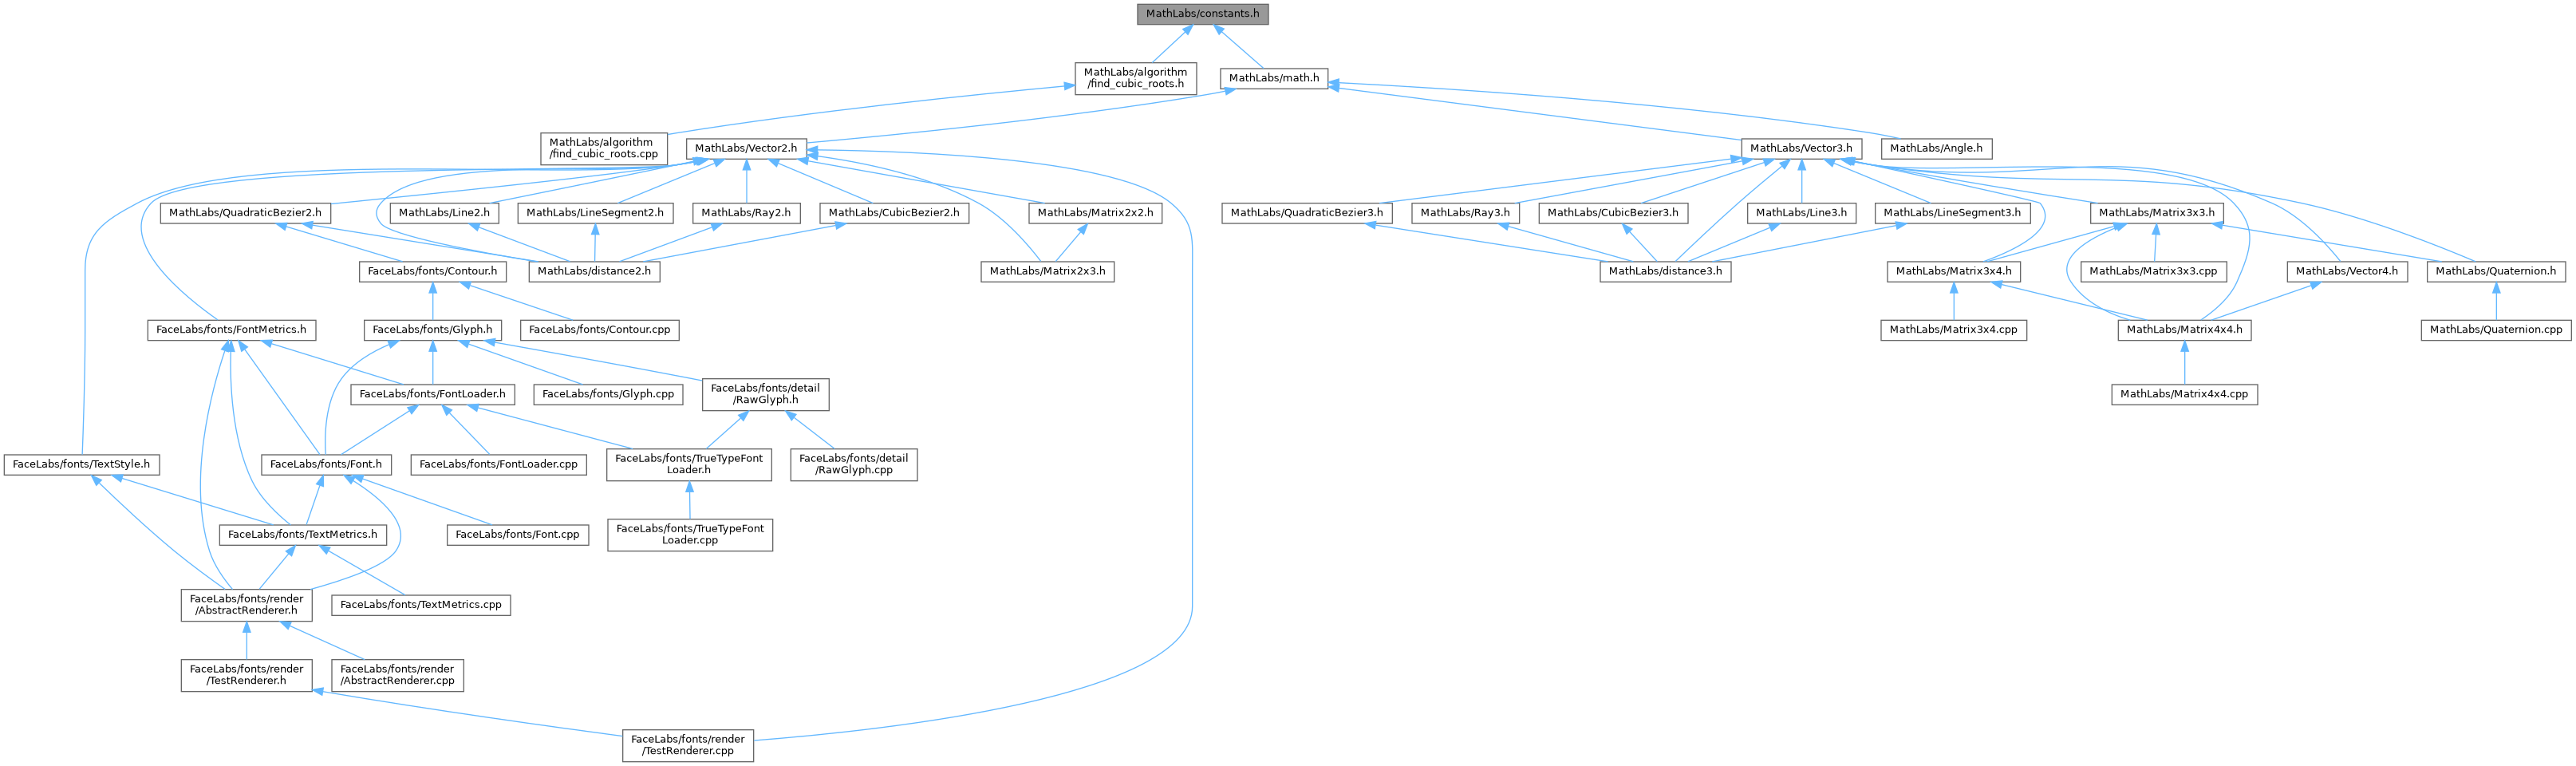 MathLabs/constants.h
MathLabs/algorithm
/find_cubic_roots.h
MathLabs/math.h
MathLabs/algorithm
/find_cubic_roots.cpp
MathLabs/Vector2.h
MathLabs/Vector3.h
MathLabs/Angle.h
MathLabs/QuadraticBezier2.h
MathLabs/Line2.h
MathLabs/LineSegment2.h
MathLabs/Ray2.h
MathLabs/CubicBezier2.h
MathLabs/Matrix2x2.h
MathLabs/QuadraticBezier3.h
MathLabs/Ray3.h
MathLabs/CubicBezier3.h
MathLabs/Line3.h
MathLabs/LineSegment3.h
MathLabs/Matrix3x3.h
FaceLabs/fonts/Contour.h
MathLabs/distance2.h
MathLabs/Matrix2x3.h
MathLabs/distance3.h
MathLabs/Matrix3x4.h
MathLabs/Matrix3x3.cpp
MathLabs/Vector4.h
MathLabs/Quaternion.h
FaceLabs/fonts/FontMetrics.h
FaceLabs/fonts/Glyph.h
FaceLabs/fonts/Contour.cpp
MathLabs/Matrix3x4.cpp
MathLabs/Matrix4x4.h
MathLabs/Quaternion.cpp
FaceLabs/fonts/FontLoader.h
FaceLabs/fonts/Glyph.cpp
FaceLabs/fonts/detail
/RawGlyph.h
MathLabs/Matrix4x4.cpp
FaceLabs/fonts/TextStyle.h
FaceLabs/fonts/Font.h
FaceLabs/fonts/FontLoader.cpp
FaceLabs/fonts/TrueTypeFont
Loader.h
FaceLabs/fonts/detail
/RawGlyph.cpp
FaceLabs/fonts/TextMetrics.h
FaceLabs/fonts/Font.cpp
FaceLabs/fonts/TrueTypeFont
Loader.cpp
FaceLabs/fonts/render
/AbstractRenderer.h
FaceLabs/fonts/TextMetrics.cpp
FaceLabs/fonts/render
/TestRenderer.h
FaceLabs/fonts/render
/AbstractRenderer.cpp
FaceLabs/fonts/render
/TestRenderer.cpp